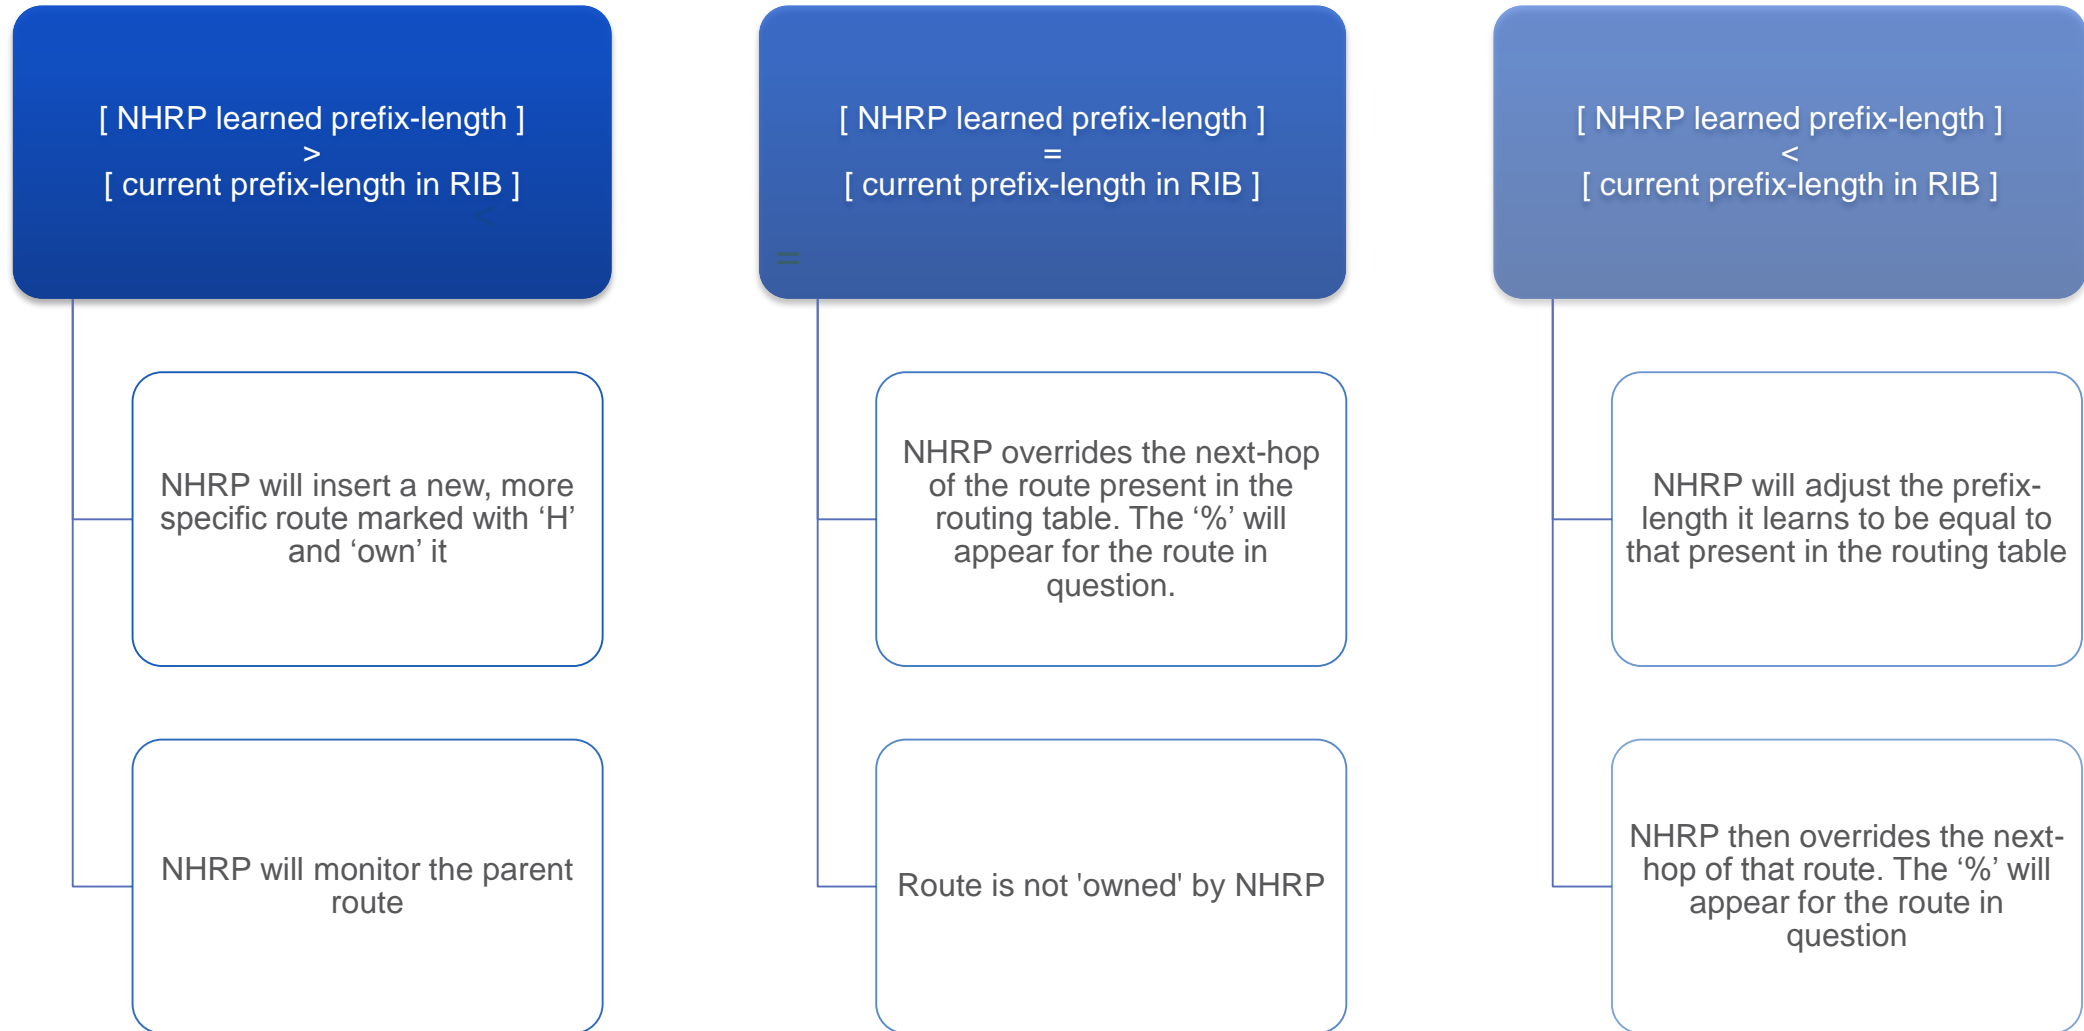 [ NHRP learned prefix-length ]
>
[ current prefix-length in RIB ]
<
NHRP will insert a new, more
specific route marked with ‘H’
and ‘own’ it
NHRP will monitor the parent
route
[ NHRP learned prefix-length ]
=
[ current prefix-length in RIB ]
=
NHRP overrides the next-hop
of the route present in the
routing table. The ‘%’ will
appear for the route in
question.
Route is not 'owned' by NHRP
[ NHRP learned prefix-length ]
<
[ current prefix-length in RIB ]
NHRP will adjust the prefix-
length it learns to be equal to
that present in the routing table
NHRP then overrides the next-
hop of that route. The ‘%’ will
appear for the route in
question